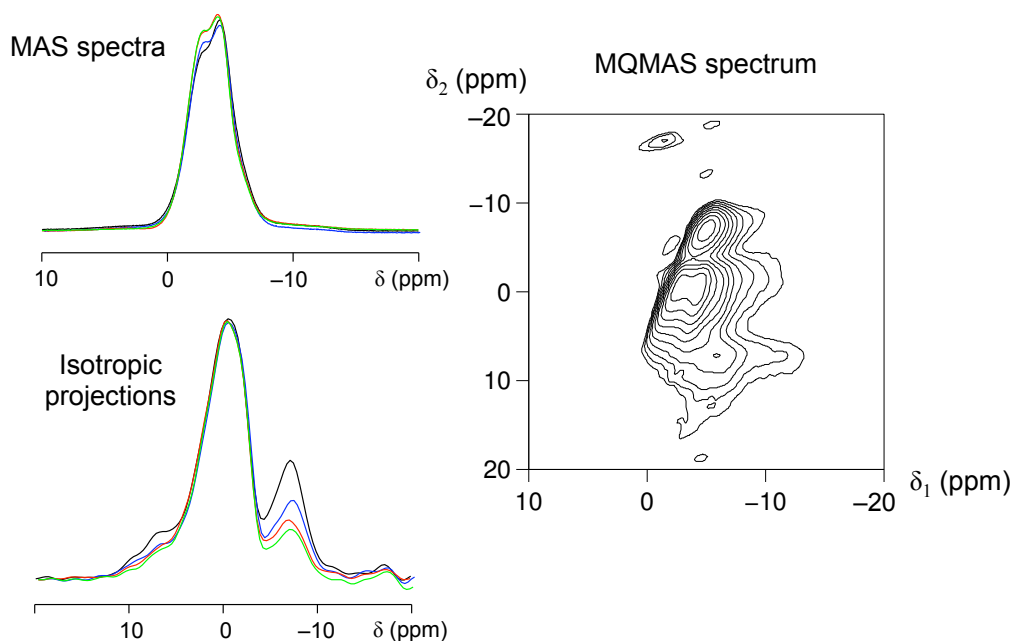 MAS spectra
10
0
–10
δ (ppm)
Isotropic
projections
10
0
–10
δ (ppm)
MQMAS spectrum
δ2 (ppm)
–20
–10
0
10
20
10
0
–10
–20
δ1 (ppm)